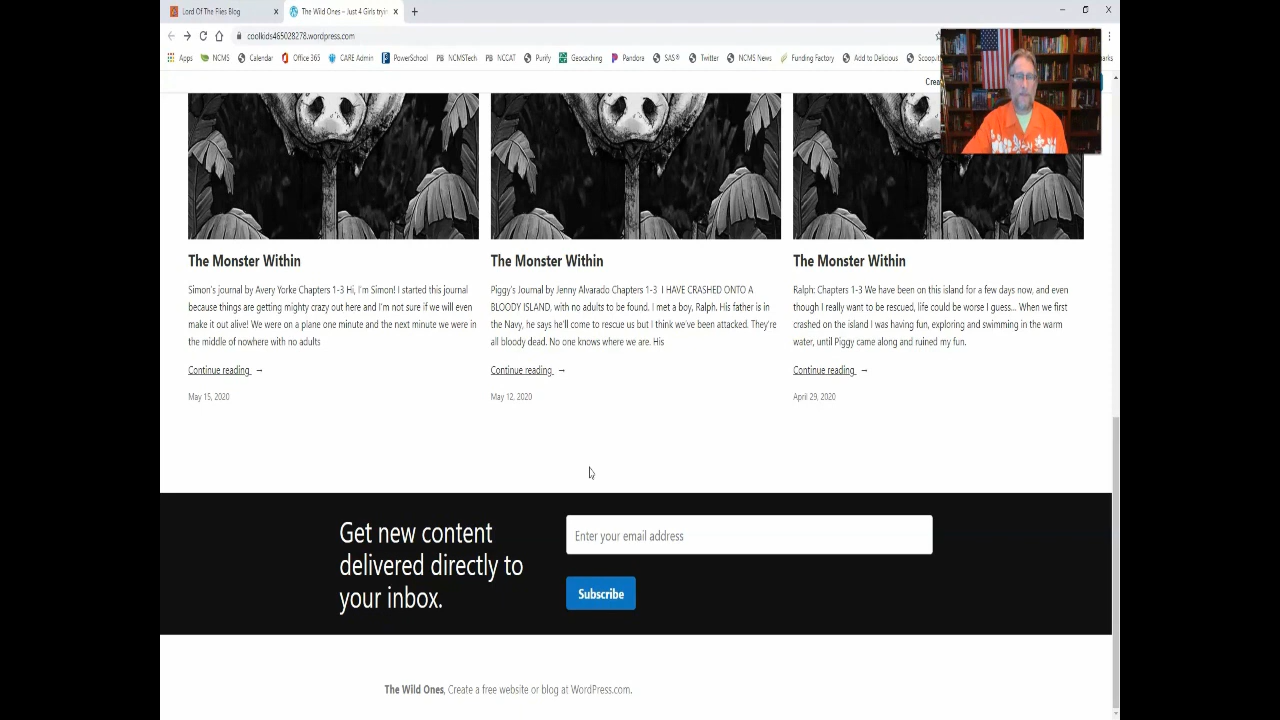 Lord Of The Flies Blog
The Wild Ones – Just 4 Girls tryin
coolkids465028278.wordpress.com
Apps NCMS Calendar Office 365 CARE Admin PowerSchool NCMSTech NCCAT Purify Geocaching Pandora SAS® Twitter NCMS News Funding Factory Add to Delicious Scoop.
The Monster Within
Simon's journal by Avery Yorke Chapters 1-3 Hi, I'm Simon! I started this journal
because things are getting mighty crazy out here and I'm not sure if we will even
make it out alive! We were on a plane one minute and the next minute we were in
the middle of nowhere with no adults
Continue reading →
May 15, 2020
The Monster Within
Piggy's Journal by Jenny Alvarado Chapters 1-3 I HAVE CRASHED ONTO A
BLOODY ISLAND, with no adults to be found. I met a boy, Ralph. His father is in
the Navy, he says he'll come to rescue us but I think we've been attacked. They're
all bloody dead. No one knows where we are. His
Continue reading →
May 12, 2020
The Monster Within
Ralph: Chapters 1-3 We have been on this island for a few days now, and even
though I really want to be rescued, life could be worse I guess... When we first
crashed on the island I was having fun, exploring and swimming in the warm
water, until Piggy came along and ruined my fun.
Continue reading →
April 29, 2020
Get new content
delivered directly to
your inbox.
Enter your email address
Subscribe
The Wild Ones, Create a free website or blog at WordPress.com.